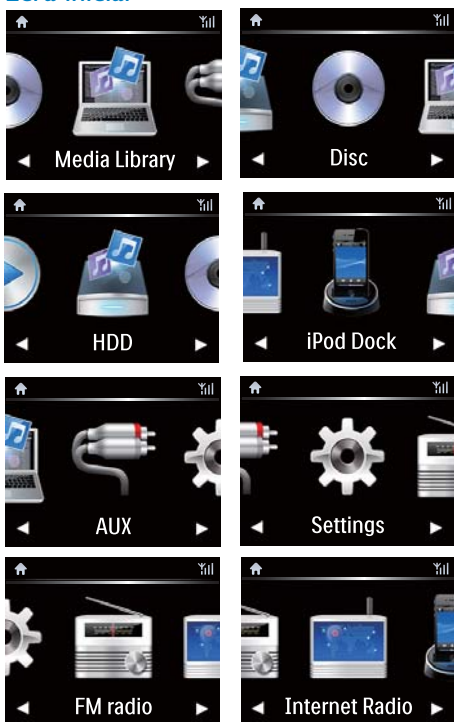 Media Library
Disc
HDD
iPod Dock
AUX
Settings
FM radio
Internet Radio